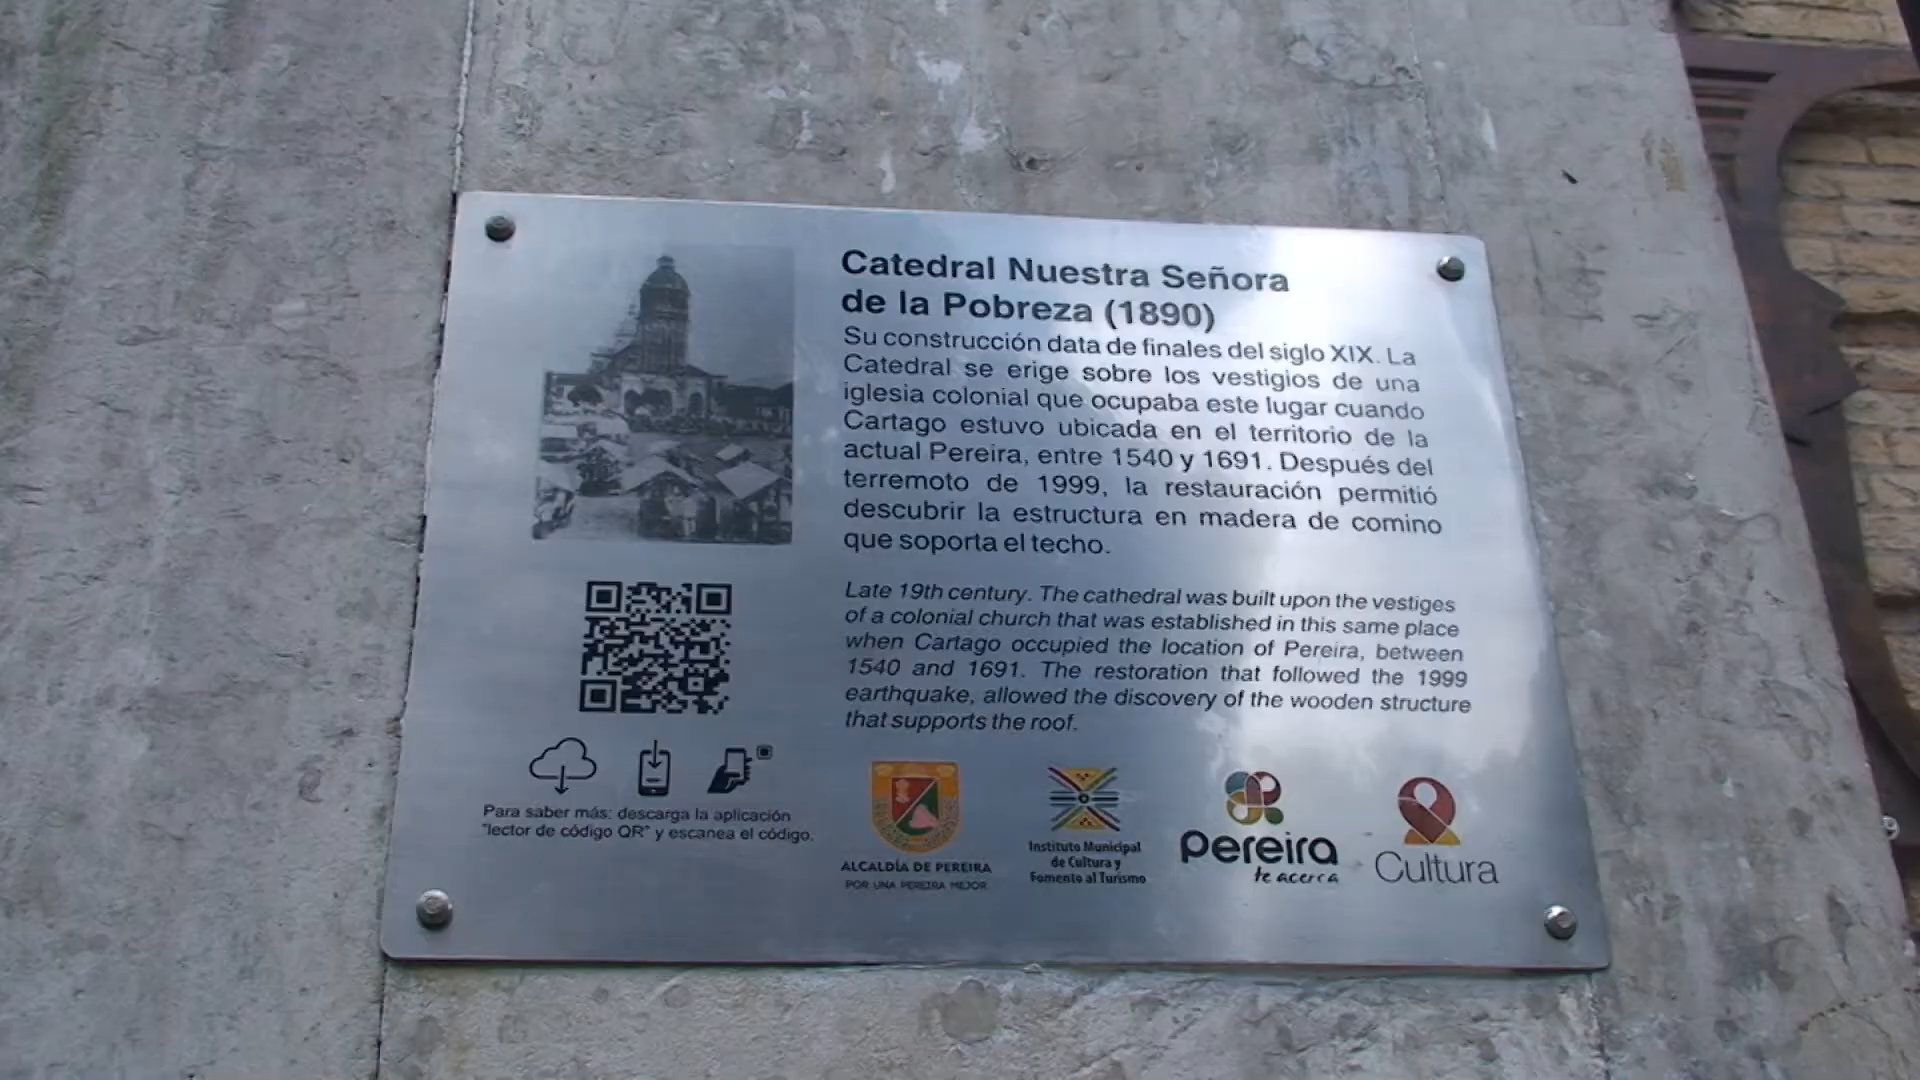 Catedral Nuestra Señora
de la Pobreza (1890)
Su construcción data de finales del siglo XIX. La
Catedral se erige sobre los vestigios de una
iglesia colonial que ocupaba este lugar cuando
Cartago estuvo ubicada en el territorio de la
actual Pereira, entre 1540 y 1691. Después del
terremoto de 1999, la restauración permitió
descubrir la estructura en madera de comino
que soporta el techo.
Late 19th century. The cathedral was built upon the vestiges
of a colonial church that was established in this same place
when Cartago occupied the location of Pereira, between
1540 and 1691. The restoration that followed the 1999
earthquake, allowed the discovery of the wooden structure
that supports the roof.
Para saber más: descarga la aplicación
"lector de código QR" y escanea el código.
ALCALDÍA DE PEREIRA
POR UNA PEREIRA MEJOR
Instituto Municipal
de Cultura y
Fomento al Turismo
Pereira
te acerca
Cultura